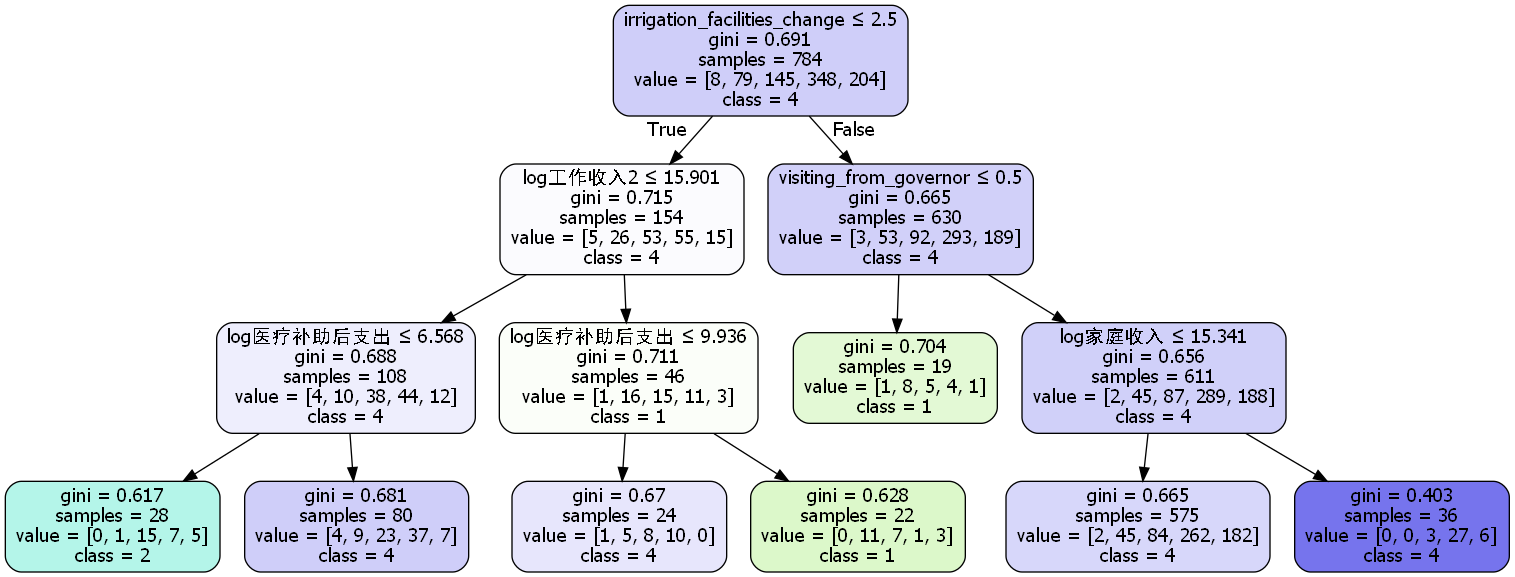 irrigation_facilities_change ≤ 2.5
gini = 0.691
samples = 784
value = [8, 79, 145, 348, 204]
class = 4
True
False
log工作收入2 ≤ 15.901
gini = 0.715
samples = 154
value = [5, 26, 53, 55, 15]
class = 4
visiting_from_governor ≤ 0.5
gini = 0.665
samples = 630
value = [3, 53, 92, 293, 189]
class = 4
log医疗补助后支出 ≤ 6.568
gini = 0.688
samples = 108
value = [4, 10, 38, 44, 12]
class = 4
log医疗补助后支出 ≤ 9.936
gini = 0.711
samples = 46
value = [1, 16, 15, 11, 3]
class = 1
gini = 0.704
samples = 19
value = [1, 8, 5, 4, 1]
class = 1
log家庭收入 ≤ 15.341
gini = 0.656
samples = 611
value = [2, 45, 87, 289, 188]
class = 4
gini = 0.617
samples = 28
value = [0, 1, 15, 7, 5]
class = 2
gini = 0.681
samples = 80
value = [4, 9, 23, 37, 7]
class = 4
gini = 0.67
samples = 24
value = [1, 5, 8, 10, 0]
class = 4
gini = 0.628
samples = 22
value = [0, 11, 7, 1, 3]
class = 1
gini = 0.665
samples = 575
value = [2, 45, 84, 262, 182]
class = 4
gini = 0.403
samples = 36
value = [0, 0, 3, 27, 6]
class = 4